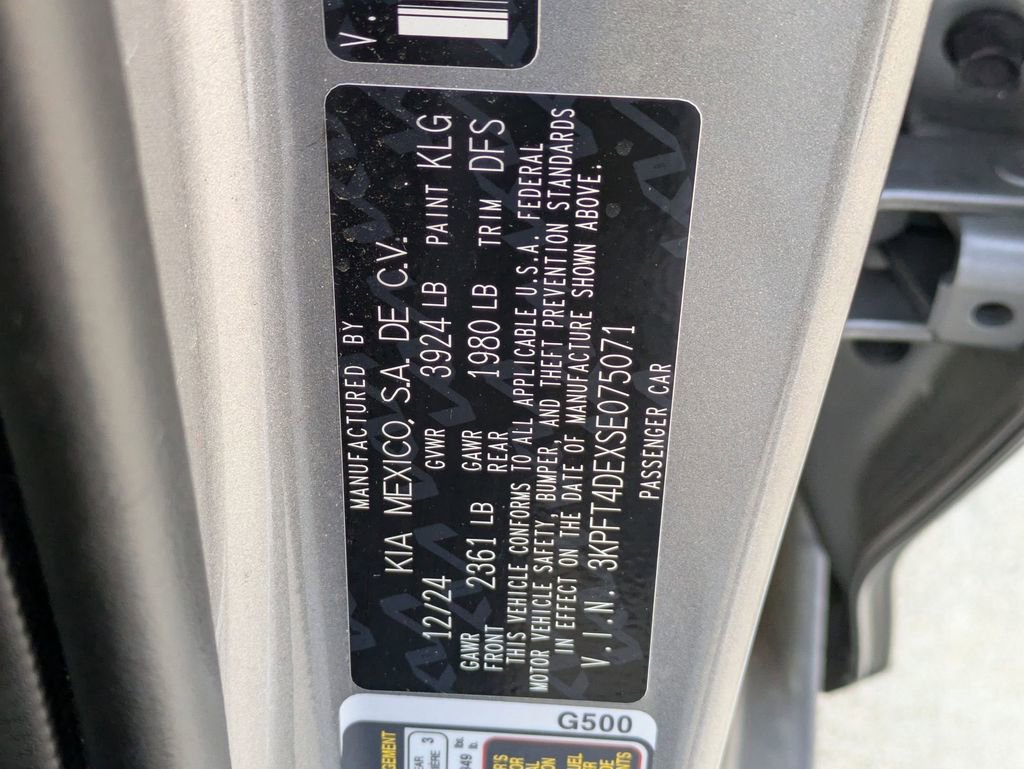 V.
MANUFACTURED BY
KIA MEXICO, S.A. DE C.V.
12/24 GVWR 3924 LB PAINT KLG
GAWR FRONT 2361 LB GAWR REAR 1980 LB TRIM DFS
THIS VEHICLE CONFORMS TO ALL APPLICABLE U.S.A. FEDERAL
MOTOR VEHICLE SAFETY, BUMPER, AND THEFT PREVENTION STANDARDS
IN EFFECT ON THE DATE OF MANUFACTURE SHOWN ABOVE.
V.I.N. 3KPFT4DEXSE075071
PASSENGER CAR
G500